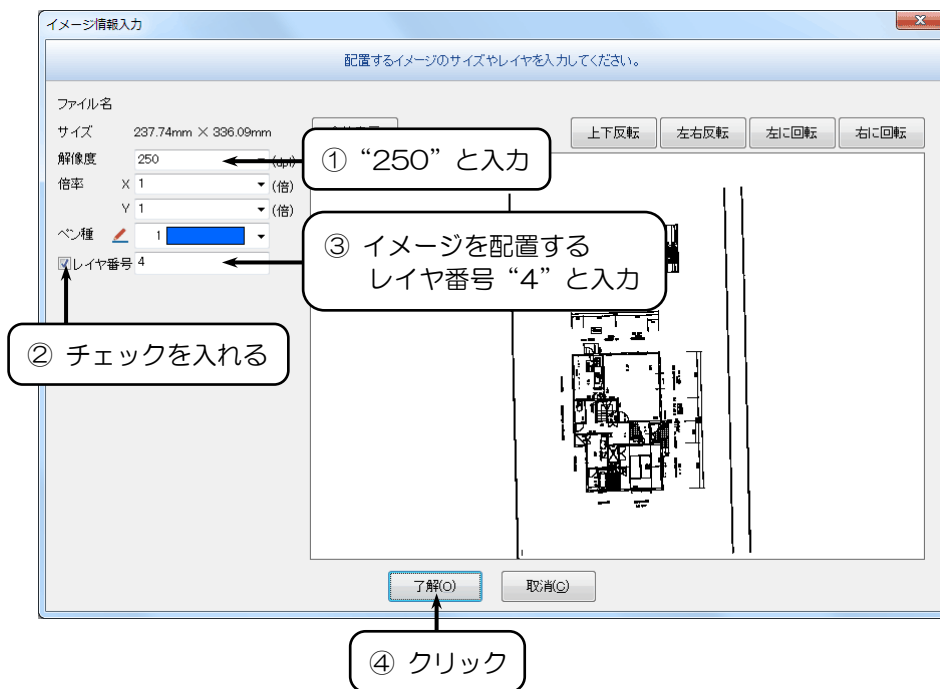 イメージ情報入力
配置するイメージのサイズやレイヤを入力してください。
ファイル名
サイズ 237.74mm × 336.09mm
上下反転 左右反転 左に回転 右に回転
解像度 250 (dpi)
① “250” と入力
倍率 X 1 (倍)
Y 1 (倍)
ペン種 1
③ イメージを配置する
レイヤ番号 “4” と入力
レイヤ番号 4
② チェックを入れる
了解(O) 取消(C)
④ クリック